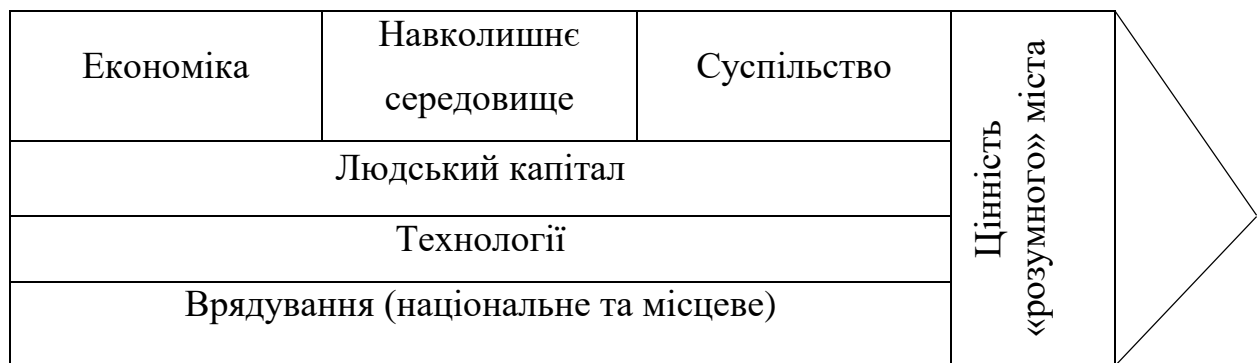 Економіка
Навколишнє
середовище
Суспільство
Людський капітал
Технології
Врядування (національне та місцеве)
Цінність
«розумного» міста